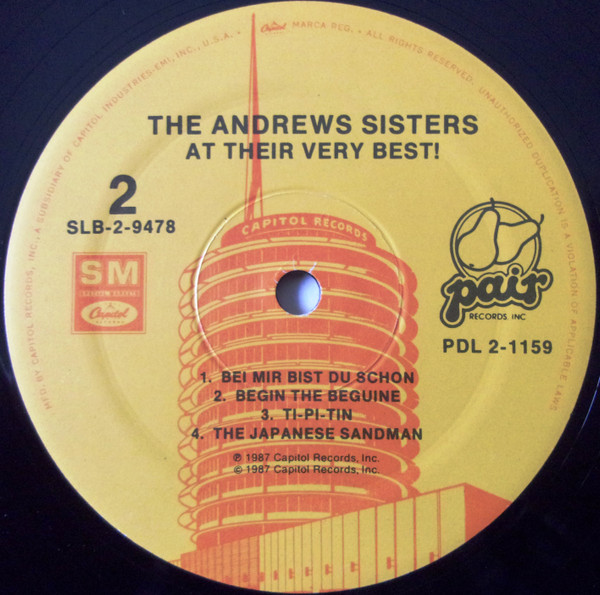 THE ANDREWS SISTERS
AT THEIR VERY BEST!
2
SLB-2-9478
CAPITOL RECORDS
SM
Capitol
pair
RECORDS, INC
PDL 2-1159
1. BEI MIR BIST DU SCHON
2. BEGIN THE BEGUINE
3. TI-PI-TIN
4. THE JAPANESE SANDMAN
℗ 1987 Capitol Records, Inc.
© 1987 Capitol Records, Inc.
MFD. BY CAPITOL RECORDS, INC., A SUBSIDIARY OF CAPITOL INDUSTRIES-EMI, INC., U.S.A. • Capitol MARCA REG. • ALL RIGHTS RESERVED. UNAUTHORIZED DUPLICATION IS A VIOLATION OF APPLICABLE LAWS.